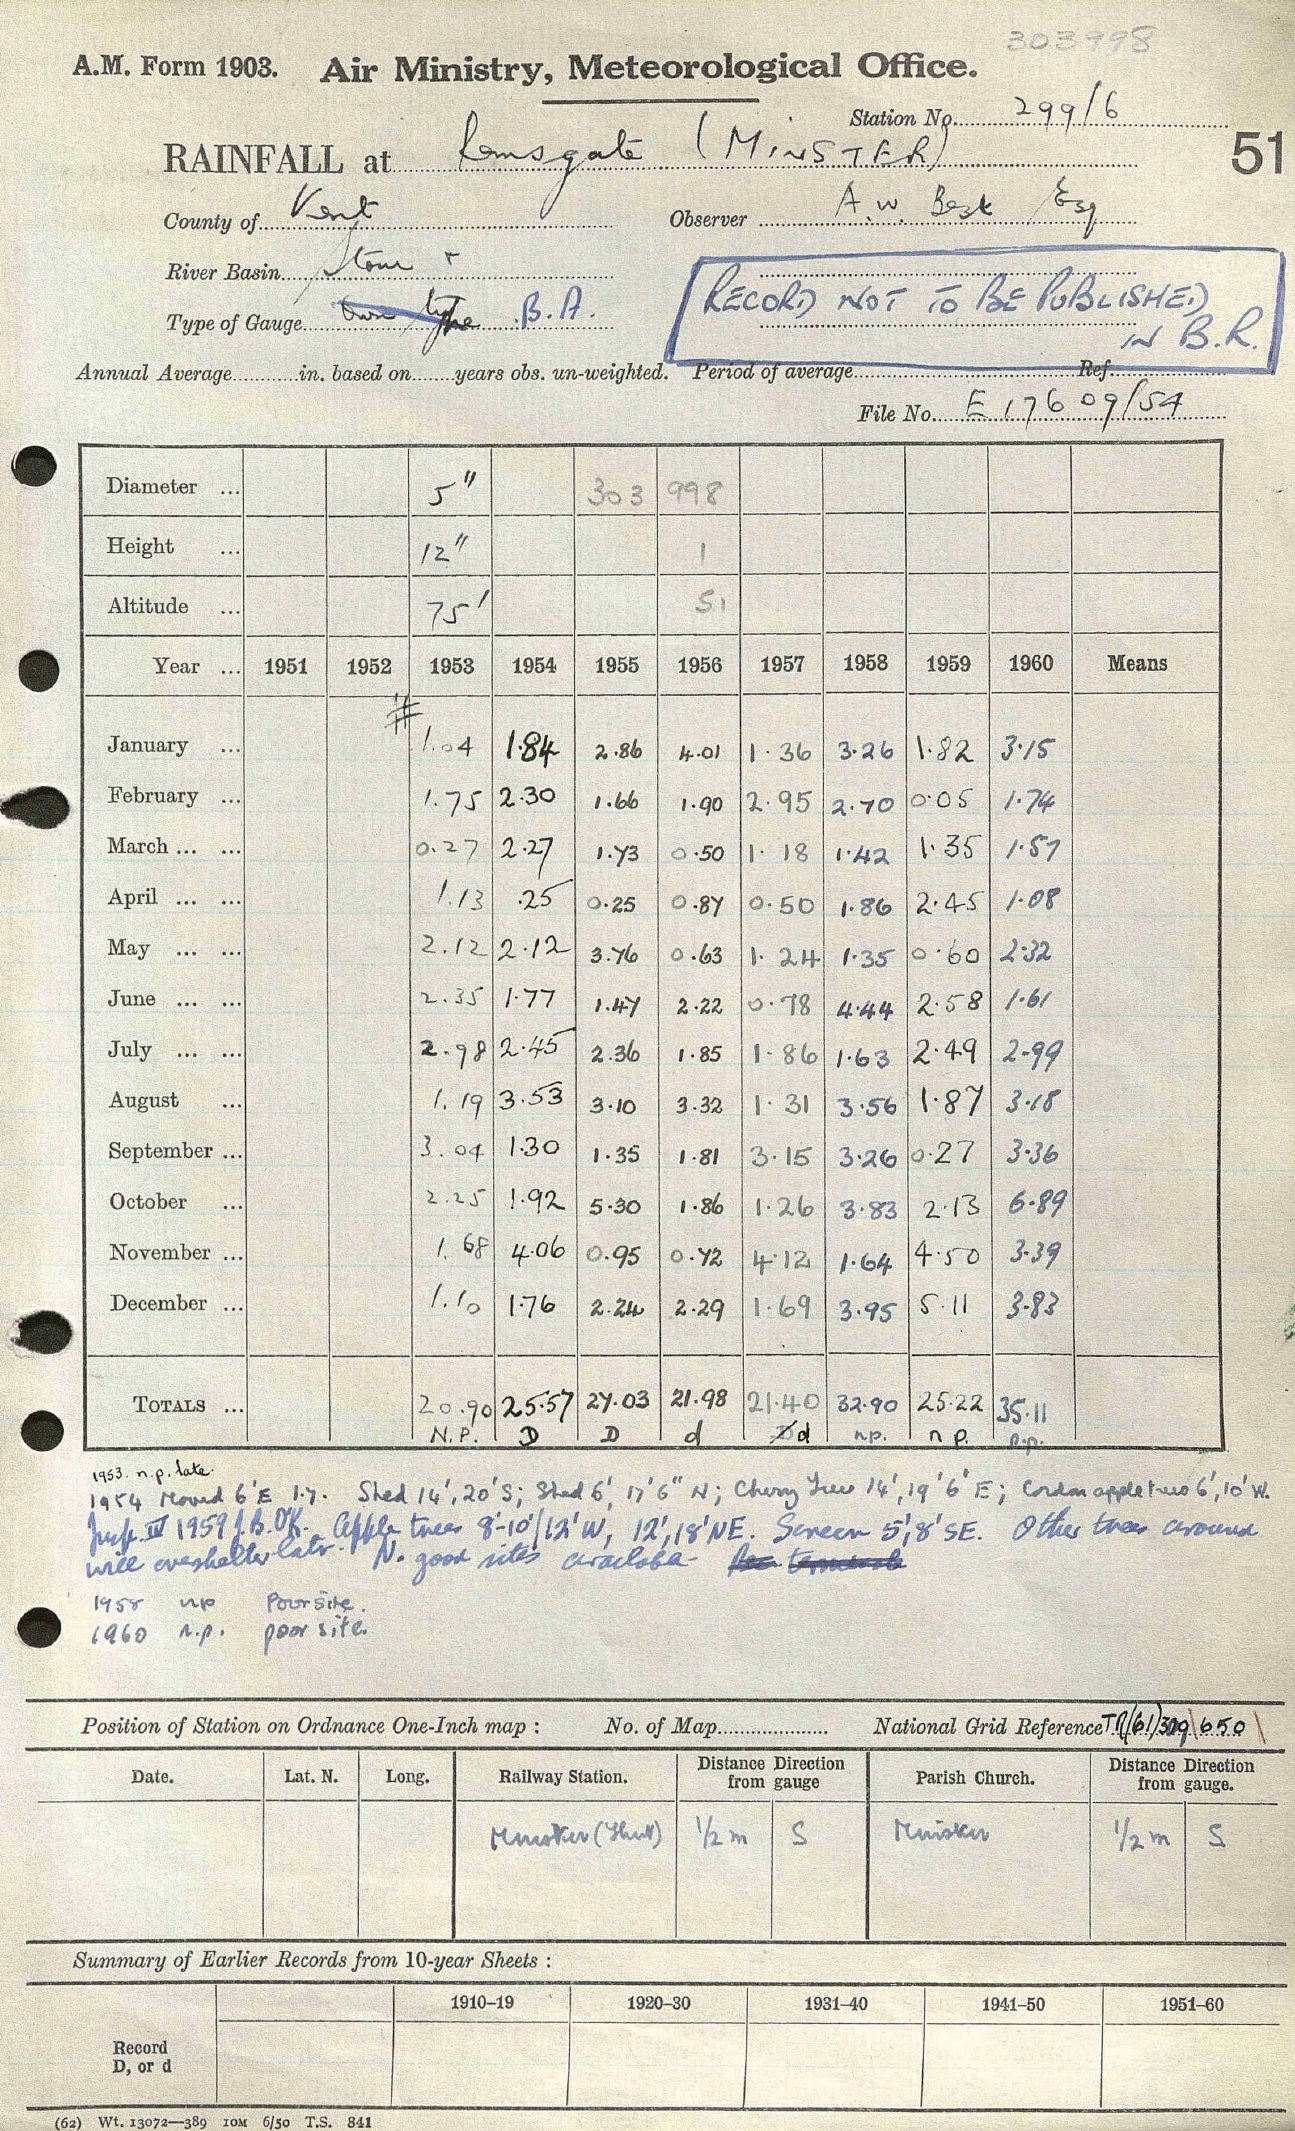 303998
A.M. Form 1903. Air Ministry, Meteorological Office.
Station No. 299/6
RAINFALL at Ramsgate (MINSTER) 51
County of Kent Observer A.W. Best Esq
River Basin Stour +
Type of Gauge Own type B.A.
RECORD NOT TO BE PUBLISHED
IN B.R.
Annual Average............in. based on.......years obs. un-weighted. Period of average........ Ref.
File No. E 17609/54
Diameter ... 5" 303 998
Height ... 12" 1
Altitude ... 75' 51
Year ... 1951 1952 1953 1954 1955 1956 1957 1958 1959 1960 Means
January ... 1.04 1.84 2.86 4.01 1.36 3.26 1.82 3.15
February ... 1.75 2.30 1.66 1.90 2.95 2.70 0.05 1.74
March ... ... 0.27 2.27 1.73 0.50 1.18 1.42 1.35 1.57
April ... ... 1.13 .25 0.25 0.87 0.50 1.86 2.45 1.08
May ... ... 2.12 2.12 3.76 0.63 1.24 1.35 0.60 2.32
June ... ... 2.35 1.77 1.47 2.22 0.78 4.44 2.58 1.61
July ... ... 2.98 2.45 2.36 1.85 1.86 1.63 2.49 2.99
August ... 1.19 3.53 3.10 3.32 1.31 3.56 1.87 3.18
September ... 3.04 1.30 1.35 1.81 3.15 3.26 0.27 3.36
October ... 2.25 1.92 5.30 1.86 1.26 3.83 2.13 6.89
November ... 1.68 4.06 0.95 0.72 4.12 1.64 4.50 3.39
December ... 1.10 1.76 2.24 2.29 1.69 3.95 5.11 3.83
TOTALS ... 20.90 25.57 27.03 21.98 21.40 32.90 25.22 35.11
N.P. D D d d n.p. n.p. n.p.
1953. n.p. late.
1954 Moved 6'E 1.7. Shed 14', 20'S; Shed 6', 17'6" N; Cherry Tree 14', 19'6' E; Cordon apple trees 6', 10'W.
Insp. IV 1959 J.B. OK. Apple trees 8'-10'/12'W, 12', 18'NE. Screen 5', 8'SE. Other trees around
will overshelter later. No good sites available
1958 np Poor site.
1960 n.p. poor site.
Position of Station on Ordnance One-Inch map : No. of Map.................... National Grid Reference TR(61)309 650
Date. Lat. N. Long. Railway Station. Distance Direction from gauge Parish Church. Distance Direction from gauge.
Minster (Thanet) 1/2 m S Minster 1/2 m S
Summary of Earlier Records from 10-year Sheets :
1910–19 1920–30 1931–40 1941–50 1951–60
Record
D, or d
(62) Wt. 13072—389 10M 6/50 T.S. 841